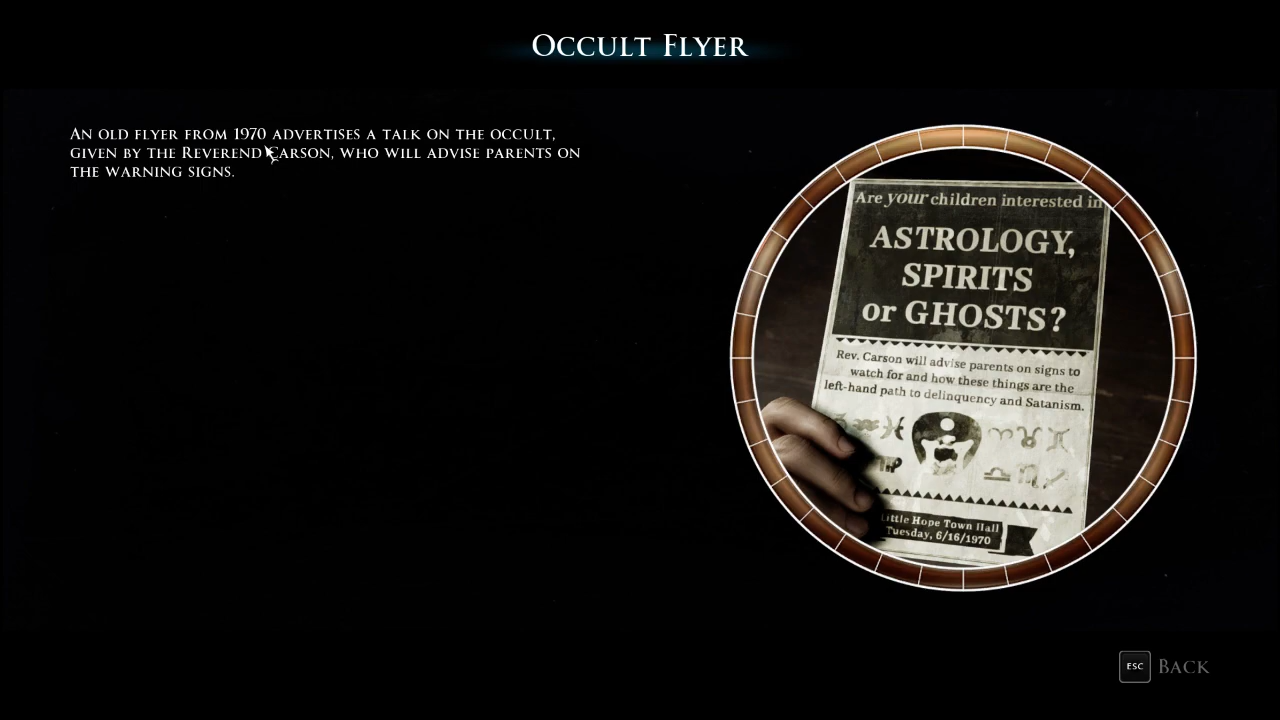 Occult Flyer
An old flyer from 1970 advertises a talk on the occult,
given by the Reverend Carson, who will advise parents on
the warning signs.
Are your children interested in
ASTROLOGY,
SPIRITS
or GHOSTS?
Rev. Carson will advise parents on signs to
watch for and how these things are the
left-hand path to delinquency and Satanism.
Little Hope Town Hall
Tuesday, 6/16/1970
ESC Back